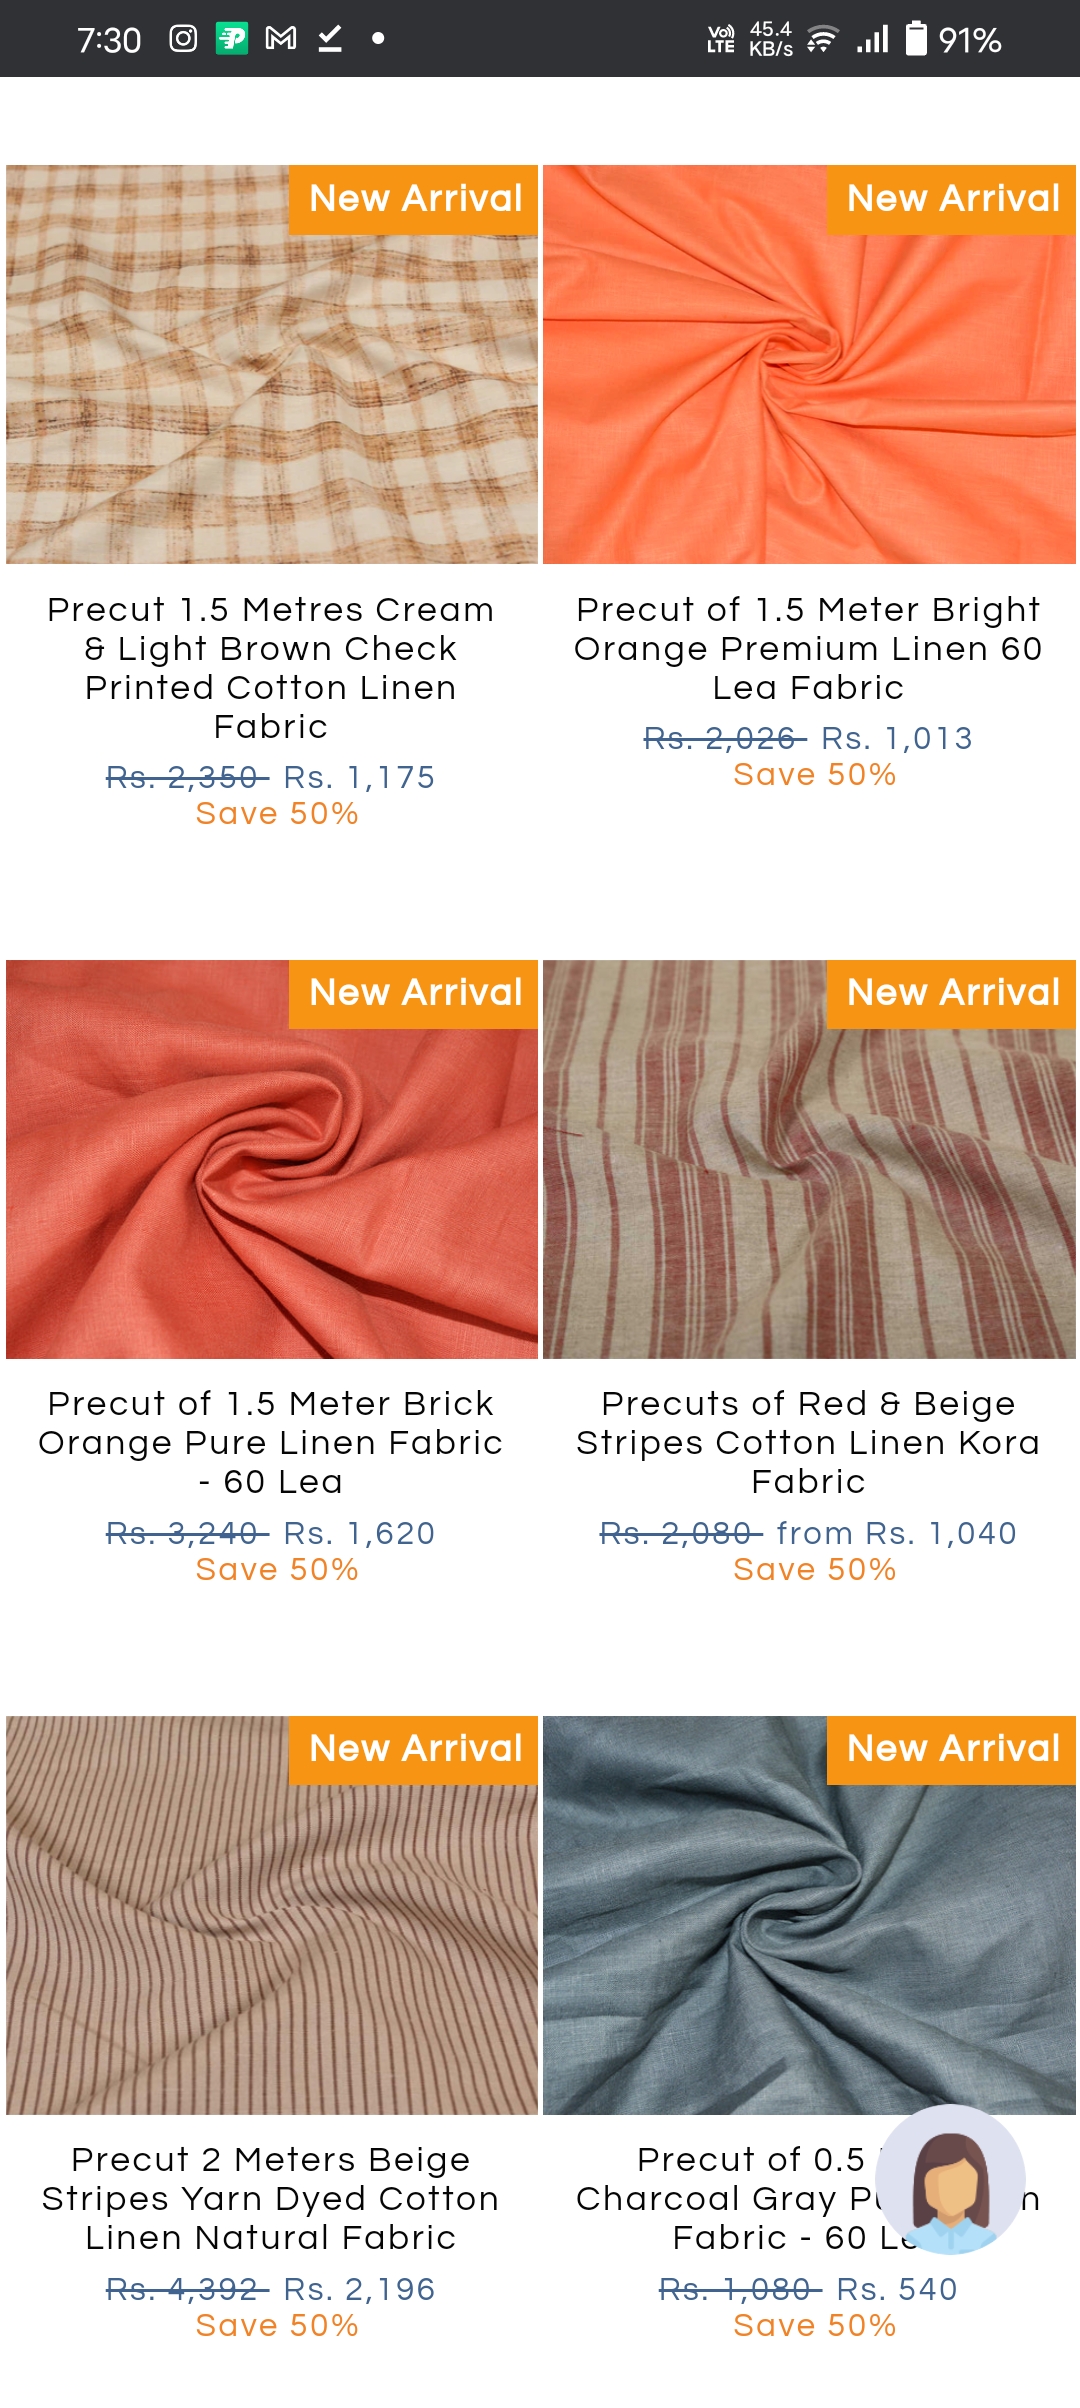 7:30
Vo)) LTE
45.4 KB/s
91%
New Arrival
New Arrival
Precut 1.5 Metres Cream
& Light Brown Check
Printed Cotton Linen
Fabric
Rs. 2,350 Rs. 1,175
Save 50%
Precut of 1.5 Meter Bright
Orange Premium Linen 60
Lea Fabric
Rs. 2,026 Rs. 1,013
Save 50%
New Arrival
New Arrival
Precut of 1.5 Meter Brick
Orange Pure Linen Fabric
- 60 Lea
Rs. 3,240 Rs. 1,620
Save 50%
Precuts of Red & Beige
Stripes Cotton Linen Kora
Fabric
Rs. 2,080 from Rs. 1,040
Save 50%
New Arrival
New Arrival
Precut 2 Meters Beige
Stripes Yarn Dyed Cotton
Linen Natural Fabric
Rs. 4,392 Rs. 2,196
Save 50%
Precut of 0.5
Charcoal Gray
Fabric - 60
Rs. 1,080 Rs. 540
Save 50%